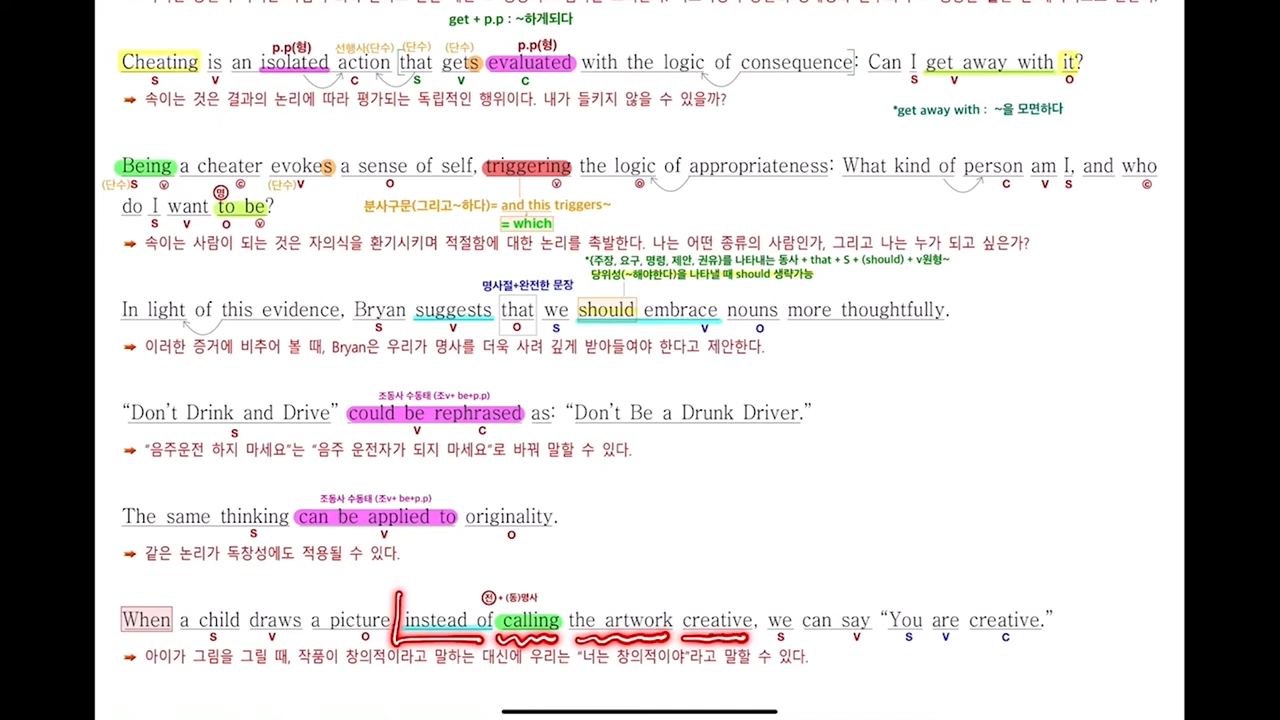 get + p.p : ~하게되다
p.p(형) 선행사(단수) (단수) (단수) p.p(형)
Cheating is an isolated action [that gets evaluated with the logic of consequence]: Can I get away with it?
S V C S V C S V O
➡ 속이는 것은 결과의 논리에 따라 평가되는 독립적인 행위이다. 내가 들키지 않을 수 있을까?
*get away with : ~을 모면하다
Being a cheater evokes a sense of self, triggering the logic of appropriateness: What kind of person am I, and who
(단수)S ⓥ ⓒ (단수)V O ⓥ ⓞ C V S ⓒ
명
do I want to be?
S V O ⓥ
분사구문(그리고~하다)= and this triggers~
= which
➡ 속이는 사람이 되는 것은 자의식을 환기시키며 적절함에 대한 논리를 촉발한다. 나는 어떤 종류의 사람인가, 그리고 나는 누가 되고 싶은가?
*{주장, 요구, 명령, 제안, 권유}를 나타내는 동사 + that + S + (should) + v원형~
당위성(~해야한다)을 나타낼 때 should 생략가능
명사절+완전한 문장
In light of this evidence, Bryan suggests that we should embrace nouns more thoughtfully.
S V O S V O
➡ 이러한 증거에 비추어 볼 때, Bryan은 우리가 명사를 더욱 사려 깊게 받아들여야 한다고 제안한다.
조동사 수동태 (조v+ be+p.p)
“Don’t Drink and Drive” could be rephrased as: “Don’t Be a Drunk Driver.”
S V C
➡ “음주운전 하지 마세요”는 “음주 운전자가 되지 마세요”로 바꿔 말할 수 있다.
조동사 수동태 (조v+ be+p.p)
The same thinking can be applied to originality.
S V O
➡ 같은 논리가 독창성에도 적용될 수 있다.
전 + (동)명사
When a child draws a picture, instead of calling the artwork creative, we can say “You are creative.”
S V O S V S V C
➡ 아이가 그림을 그릴 때, 작품이 창의적이라고 말하는 대신에 우리는 “너는 창의적이야”라고 말할 수 있다.